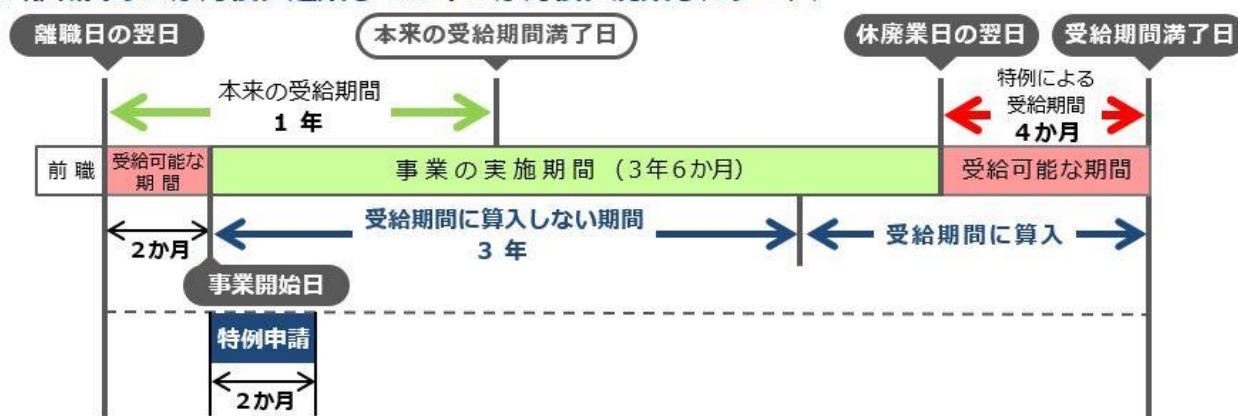 離職日の翌日
本来の受給期間満了日
休廃業日の翌日
受給期間満了日
本来の受給期間
1 年
特例による
受給期間
4か月
前 職
受給可能な
期 間
事業の実施期間 (3年6か月)
受給可能な期間
2か月
受給期間に算入しない期間
3 年
受給期間に算入
事業開始日
特例申請
2か月